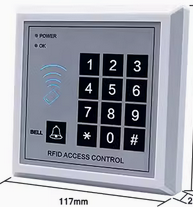 POWER
OK
1 2 3
4 5 6
7 8 9
* 0 #
BELL
RFID ACCESS CONTROL
117mm